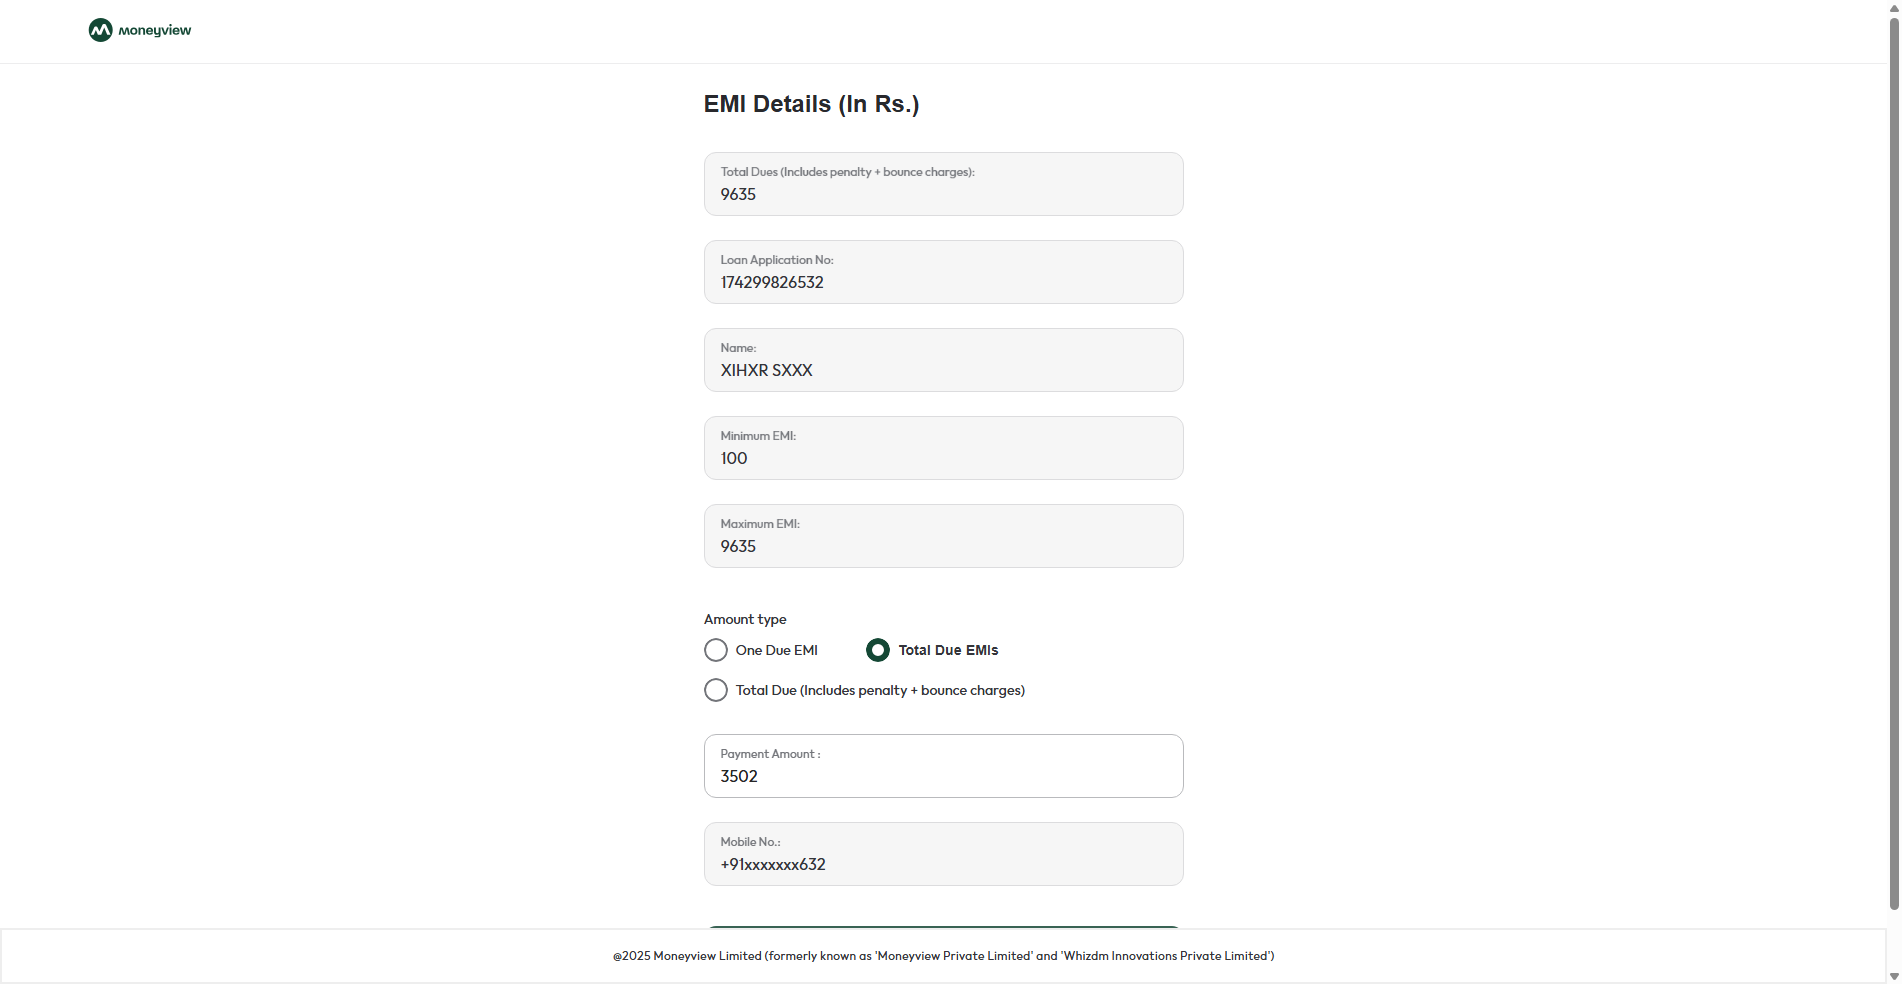 moneyview
EMI Details (In Rs.)
Total Dues (Includes penalty + bounce charges):
9635
Loan Application No:
174299826532
Name:
XIHXR SXXX
Minimum EMI:
100
Maximum EMI:
9635
Amount type
One Due EMI
Total Due EMIs
Total Due (Includes penalty + bounce charges)
Payment Amount :
3502
Mobile No.:
+91xxxxxxx632
@2025 Moneyview Limited (formerly known as 'Moneyview Private Limited' and 'Whizdm Innovations Private Limited')